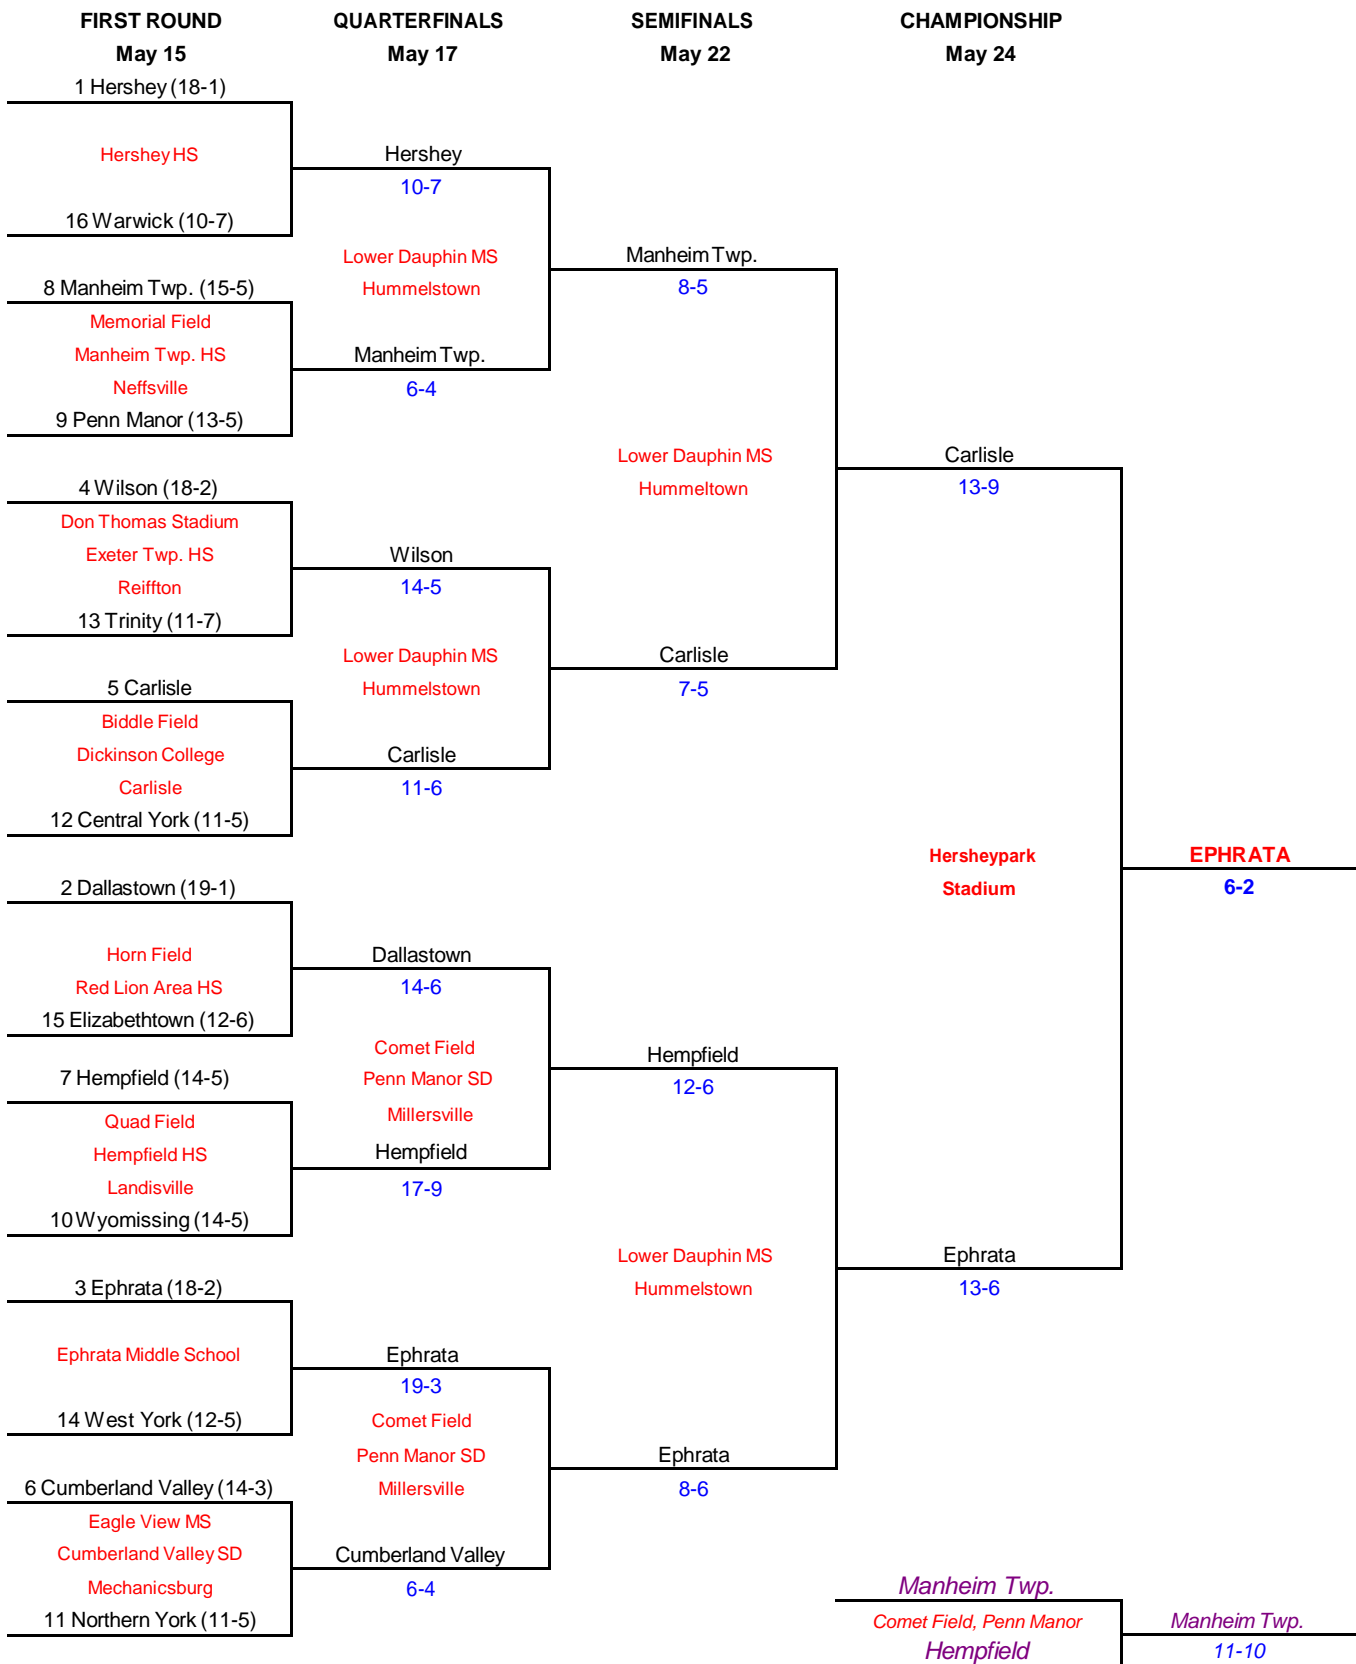 FIRST ROUND QUARTERFINALS SEMIFINALS CHAMPIONSHIP
May 15 May 17 May 22 May 24
1 Hershey (18-1)
Hershey HS
16 Warwick (10-7)
8 Manheim Twp. (15-5)
Memorial Field
Manheim Twp. HS
Neffsville
9 Penn Manor (13-5)
4 Wilson (18-2)
Don Thomas Stadium
Exeter Twp. HS
Reiffton
13 Trinity (11-7)
5 Carlisle
Biddle Field
Dickinson College
Carlisle
12 Central York (11-5)
2 Dallastown (19-1)
Horn Field
Red Lion Area HS
15 Elizabethtown (12-6)
7 Hempfield (14-5)
Quad Field
Hempfield HS
Landisville
10 Wyomissing (14-5)
3 Ephrata (18-2)
Ephrata Middle School
14 West York (12-5)
6 Cumberland Valley (14-3)
Eagle View MS
Cumberland Valley SD
Mechanicsburg
11 Northern York (11-5)
Hershey
10-7
Lower Dauphin MS
Hummelstown
Manheim Twp.
6-4
Wilson
14-5
Lower Dauphin MS
Hummelstown
Carlisle
11-6
Dallastown
14-6
Comet Field
Penn Manor SD
Millersville
Hempfield
17-9
Ephrata
19-3
Comet Field
Penn Manor SD
Millersville
Cumberland Valley
6-4
Manheim Twp.
8-5
Lower Dauphin MS
Hummeltown
Carlisle
7-5
Hempfield
12-6
Lower Dauphin MS
Hummelstown
Ephrata
8-6
Carlisle
13-9
Hersheypark
Stadium
Ephrata
13-6
EPHRATA
6-2
Manheim Twp.
Comet Field, Penn Manor
Hempfield
Manheim Twp.
11-10